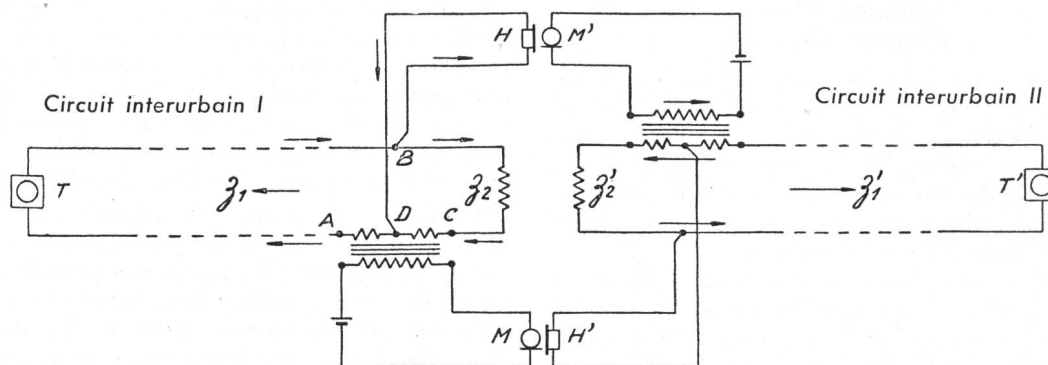 H M'
Circuit interurbain I
Circuit interurbain II
B
T
z1
z2
z'2
z'1
T'
A D C
M H'